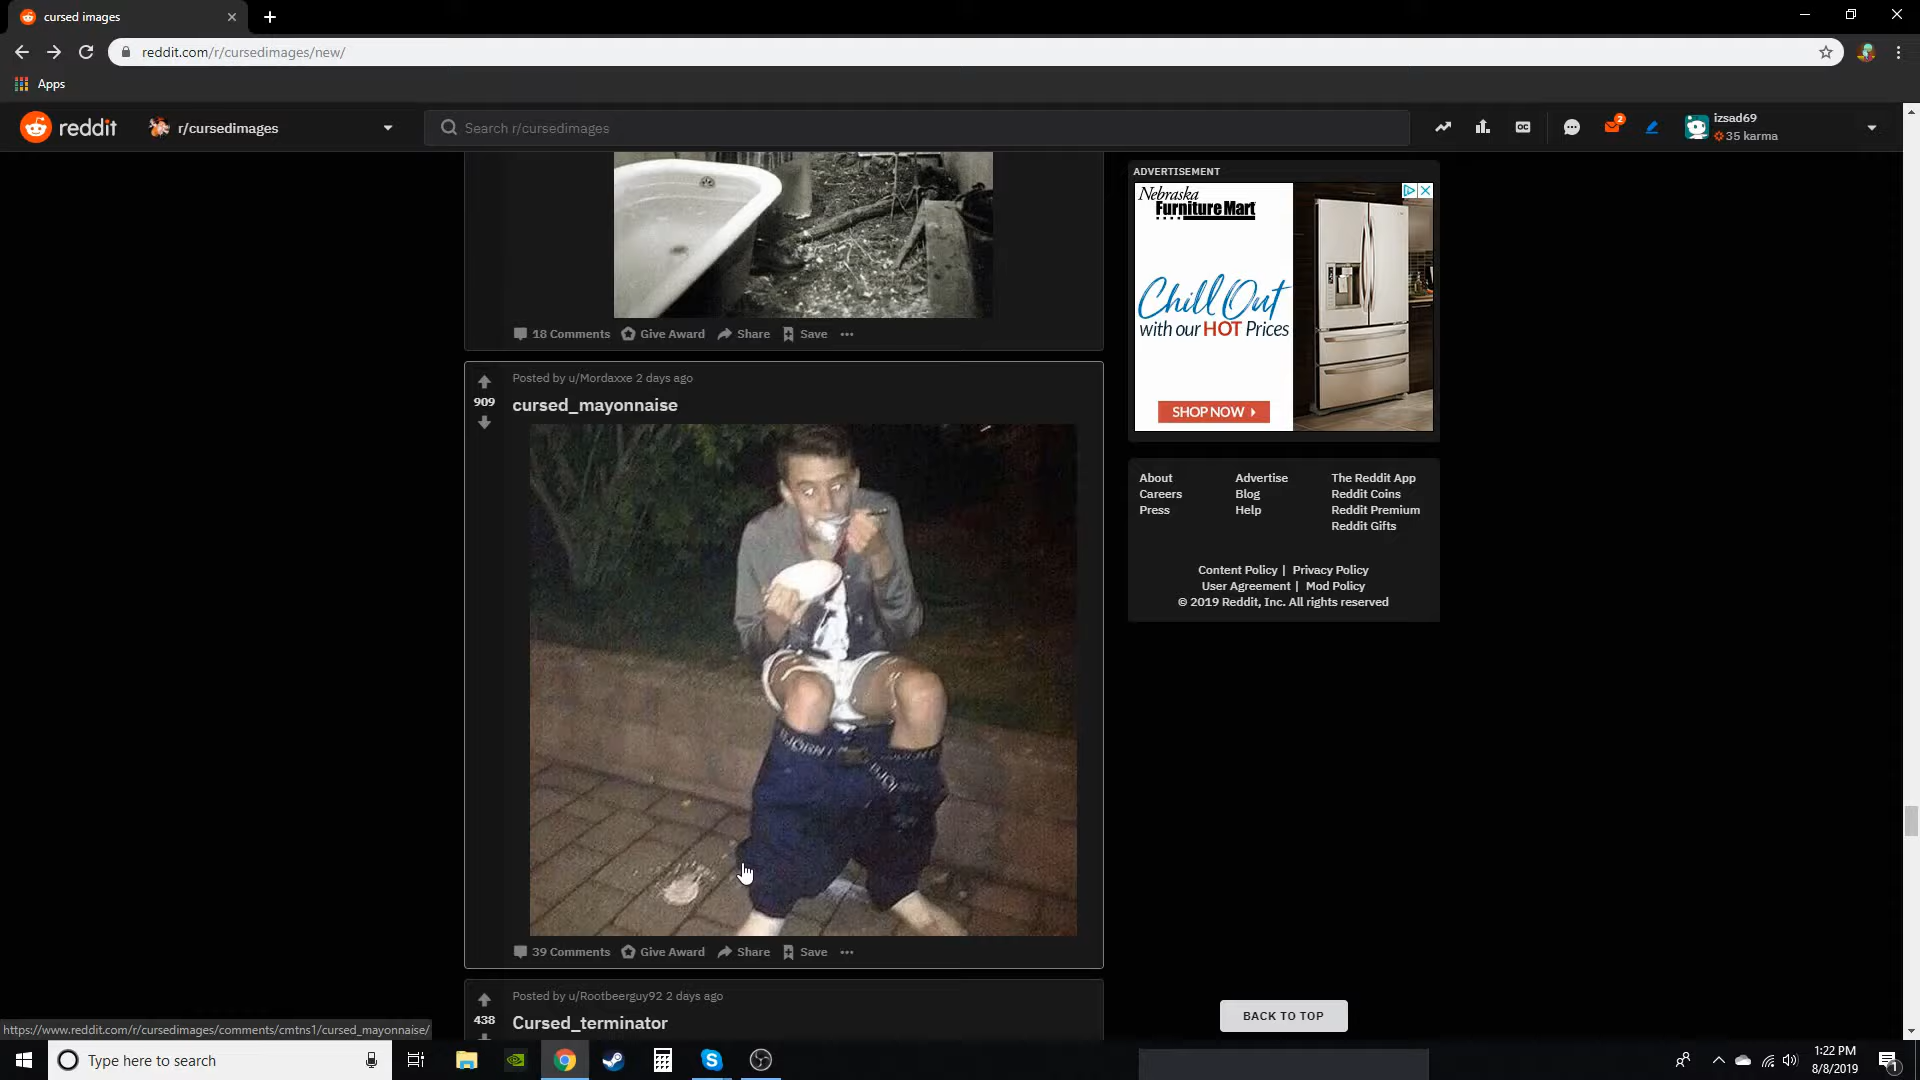 cursed images
reddit.com/r/cursedimages/new/
Apps
reddit
r/cursedimages
Search r/cursedimages
2
izsad69
35 karma
18 Comments
Give Award
Share
Save
Posted by u/Mordaxxe 2 days ago
909
cursed_mayonnaise
BJORN
BJO
39 Comments
Give Award
Share
Save
Posted by u/Rootbeerguy92 2 days ago
438
Cursed_terminator
ADVERTISEMENT
Nebraska
Furniture Mart
Chill Out
with our HOT Prices
SHOP NOW
About Advertise The Reddit App
Careers Blog Reddit Coins
Press Help Reddit Premium
Reddit Gifts
Content Policy | Privacy Policy
User Agreement | Mod Policy
© 2019 Reddit, Inc. All rights reserved
BACK TO TOP
https://www.reddit.com/r/cursedimages/comments/cmtns1/cursed_mayonnaise/
Type here to search
1:22 PM
8/8/2019
1